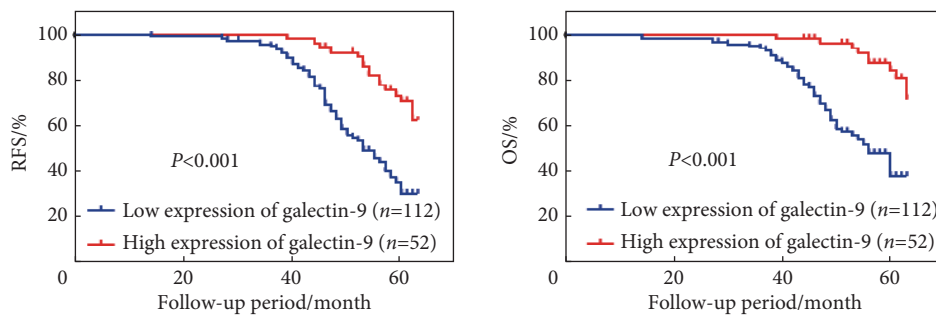 100
80
60
40
20
0
20
40
60
RFS/%
P<0.001
Low expression of galectin-9 (n=112)
High expression of galectin-9 (n=52)
Follow-up period/month
100
80
60
40
20
0
20
40
60
OS/%
P<0.001
Low expression of galectin-9 (n=112)
High expression of galectin-9 (n=52)
Follow-up period/month